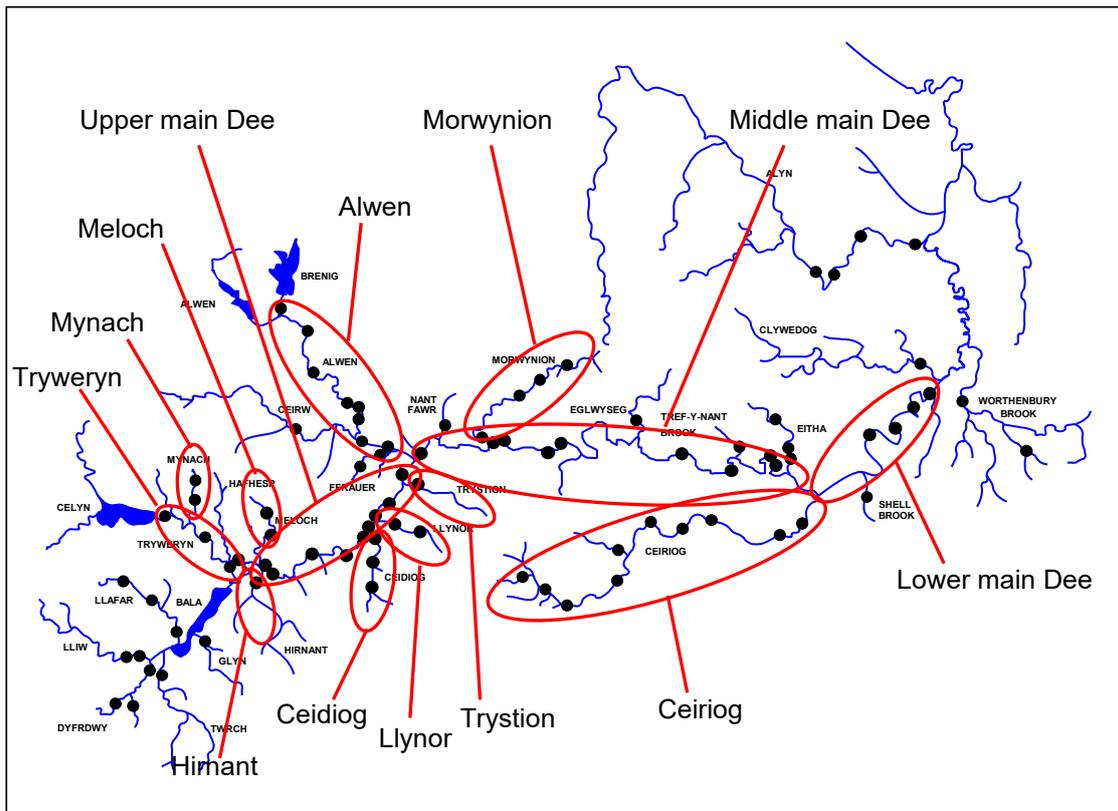 Upper main Dee
Morwynion
Middle main Dee
ALYN
Alwen
Meloch
BRENIG
ALWEN
Mynach
CLYWEDOG
MORWYNION
ALWEN
Tryweryn
NANT
FAWR
CEIRW
EGLWYSEG
TREF-Y-NANT
BROOK
EITHA
WORTHENBURY
BROOK
MYNACH
HAFHESP
FFRAUER
TRYSTION
CELYN
MELOCH
LLYNOR
SHELL
BROOK
TRYWERYN
CEIRIOG
CEIDIOG
Lower main Dee
LLAFAR
BALA
LLIW
HIRNANT
GLYN
Ceidiog
Llynor
Trystion
Ceiriog
DYFRDWY
TWRCH
Hirnant